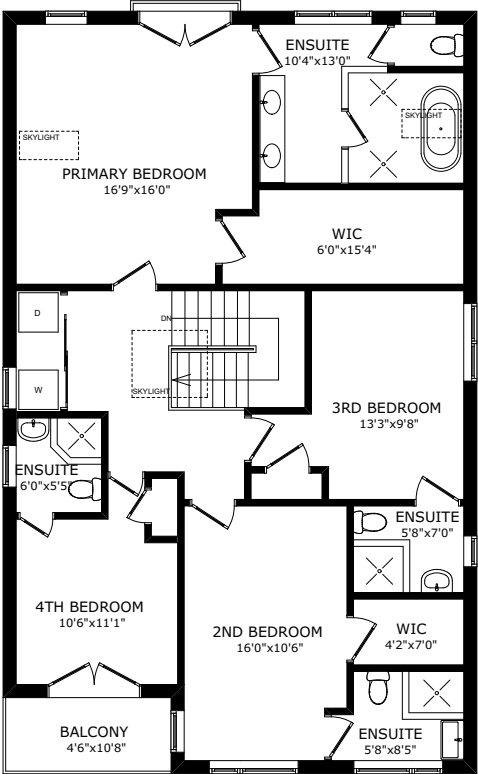 ENSUITE
10'4"x13'0"
SKYLIGHT
SKYLIGHT
PRIMARY BEDROOM
16'9"x16'0"
WIC
6'0"x15'4"
D
DN
W
SKYLIGHT
3RD BEDROOM
13'3"x9'8"
ENSUITE
6'0"x5'5"
ENSUITE
5'8"x7'0"
4TH BEDROOM
10'6"x11'1"
2ND BEDROOM
16'0"x10'6"
WIC
4'2"x7'0"
BALCONY
4'6"x10'8"
ENSUITE
5'8"x8'5"